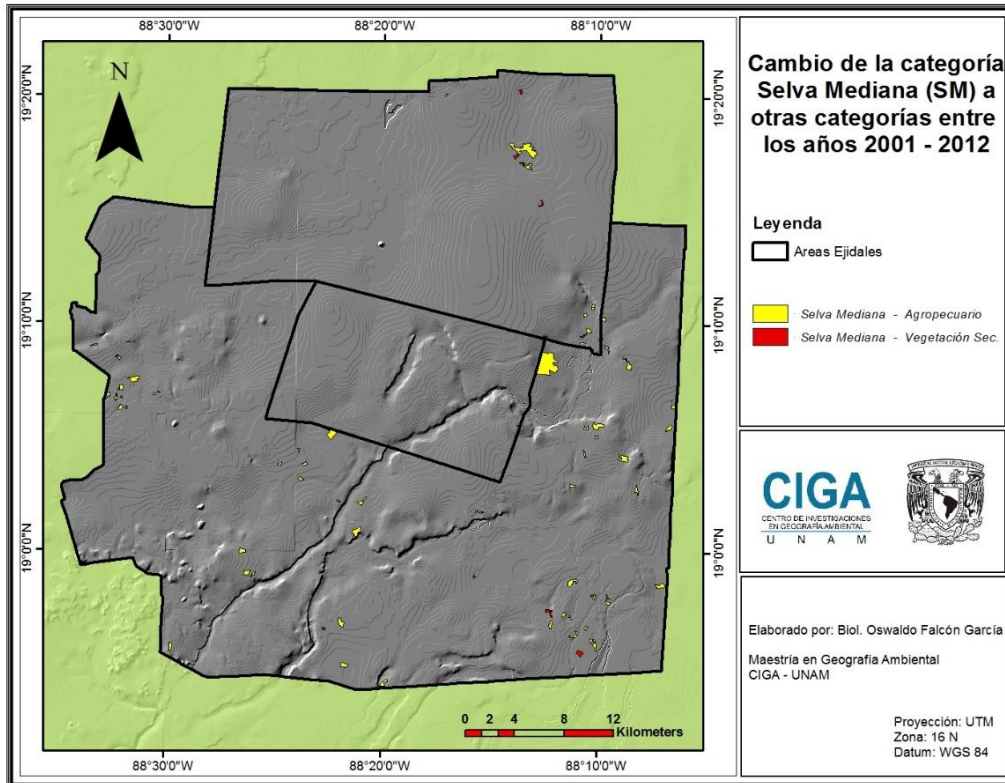 88°30'0"W
88°20'0"W
88°10'0"W
N
19°20'0"N
19°20'0"N
19°10'0"N
19°10'0"N
19°0'0"N
19°0'0"N
0 2 4 8 12
Kilometers
88°30'0"W
88°20'0"W
88°10'0"W
Cambio de la categoría
Selva Mediana (SM) a
otras categorías entre
los años 2001 - 2012
Leyenda
Areas Ejidales
Selva Mediana - Agropecuario
Selva Mediana - Vegetación Sec.
CIGA
CENTRO DE INVESTIGACIONES
EN GEOGRAFÍA AMBIENTAL
U N A M
Elaborado por: Biol. Oswaldo Falcón García
Maestría en Geografía Ambiental
CIGA - UNAM
Proyección: UTM
Zona: 16 N
Datum: WGS 84